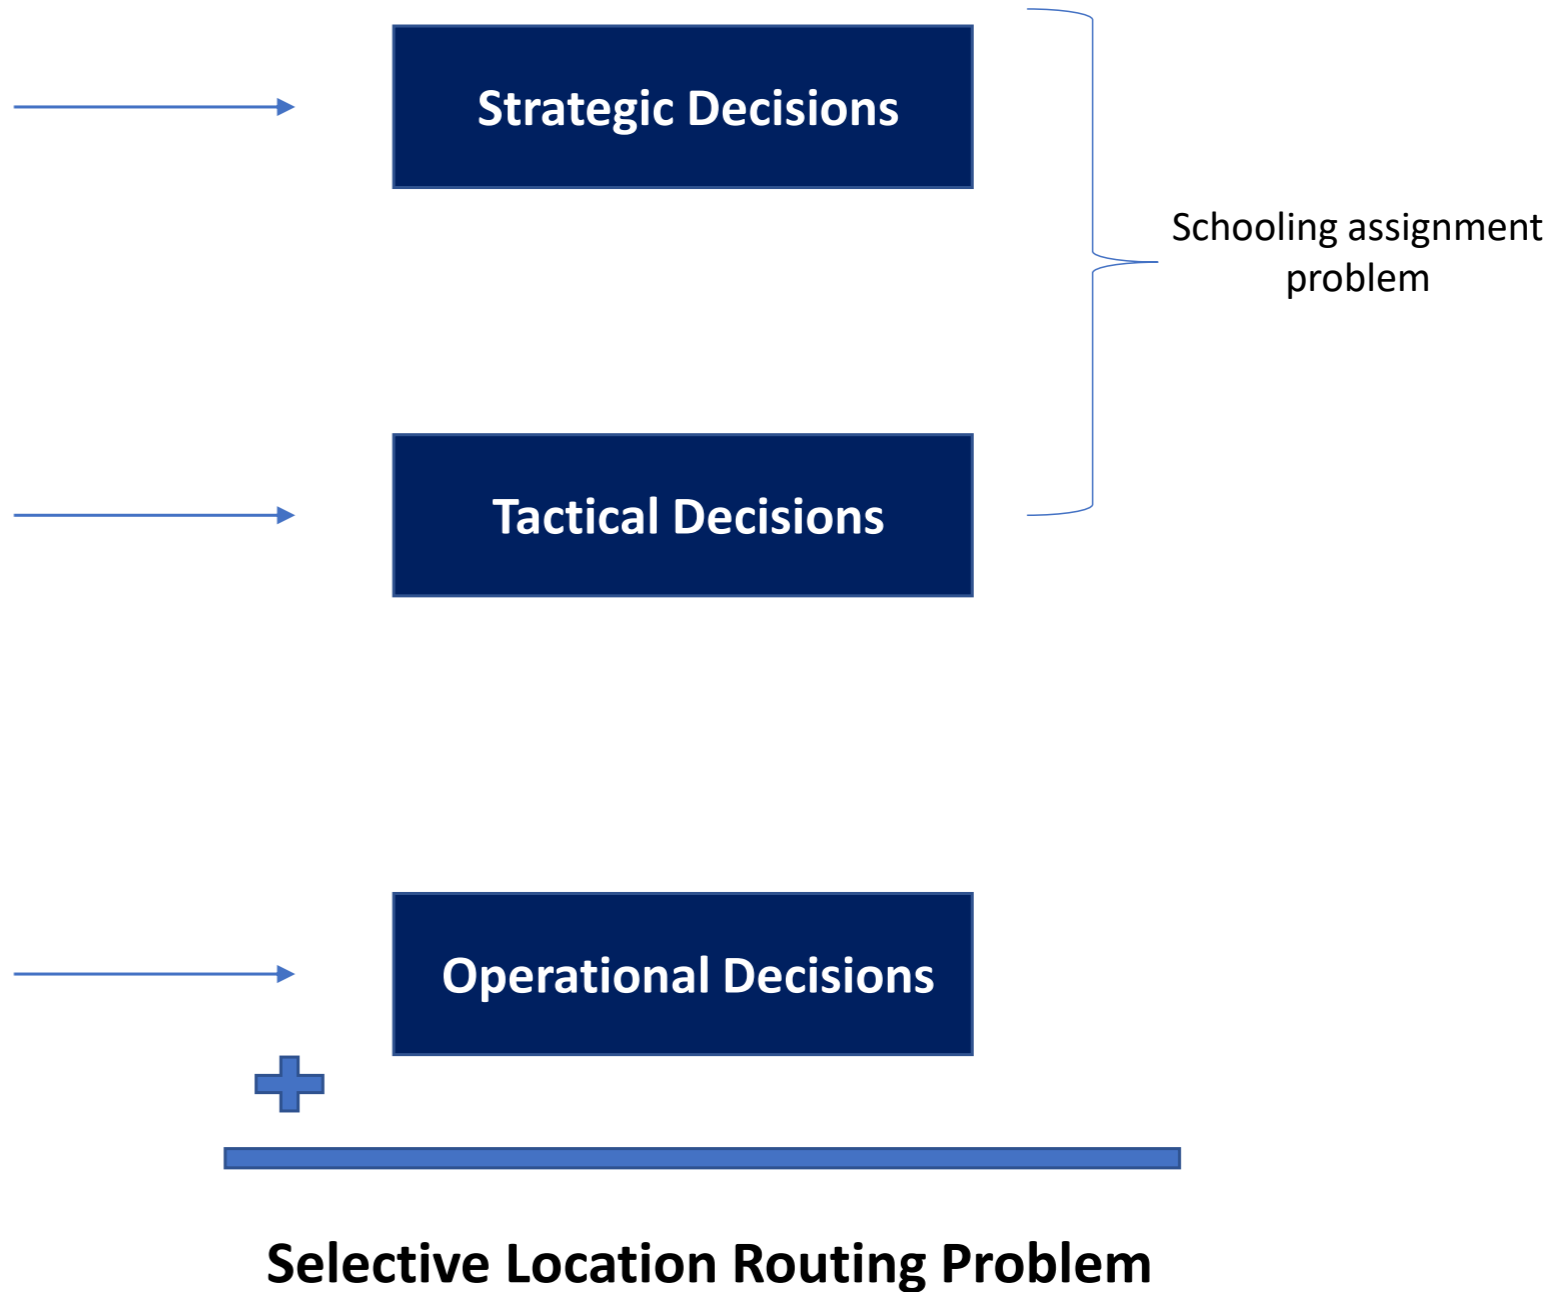 Strategic Decisions
Schooling assignment
problem
Tactical Decisions
Operational Decisions
Selective Location Routing Problem